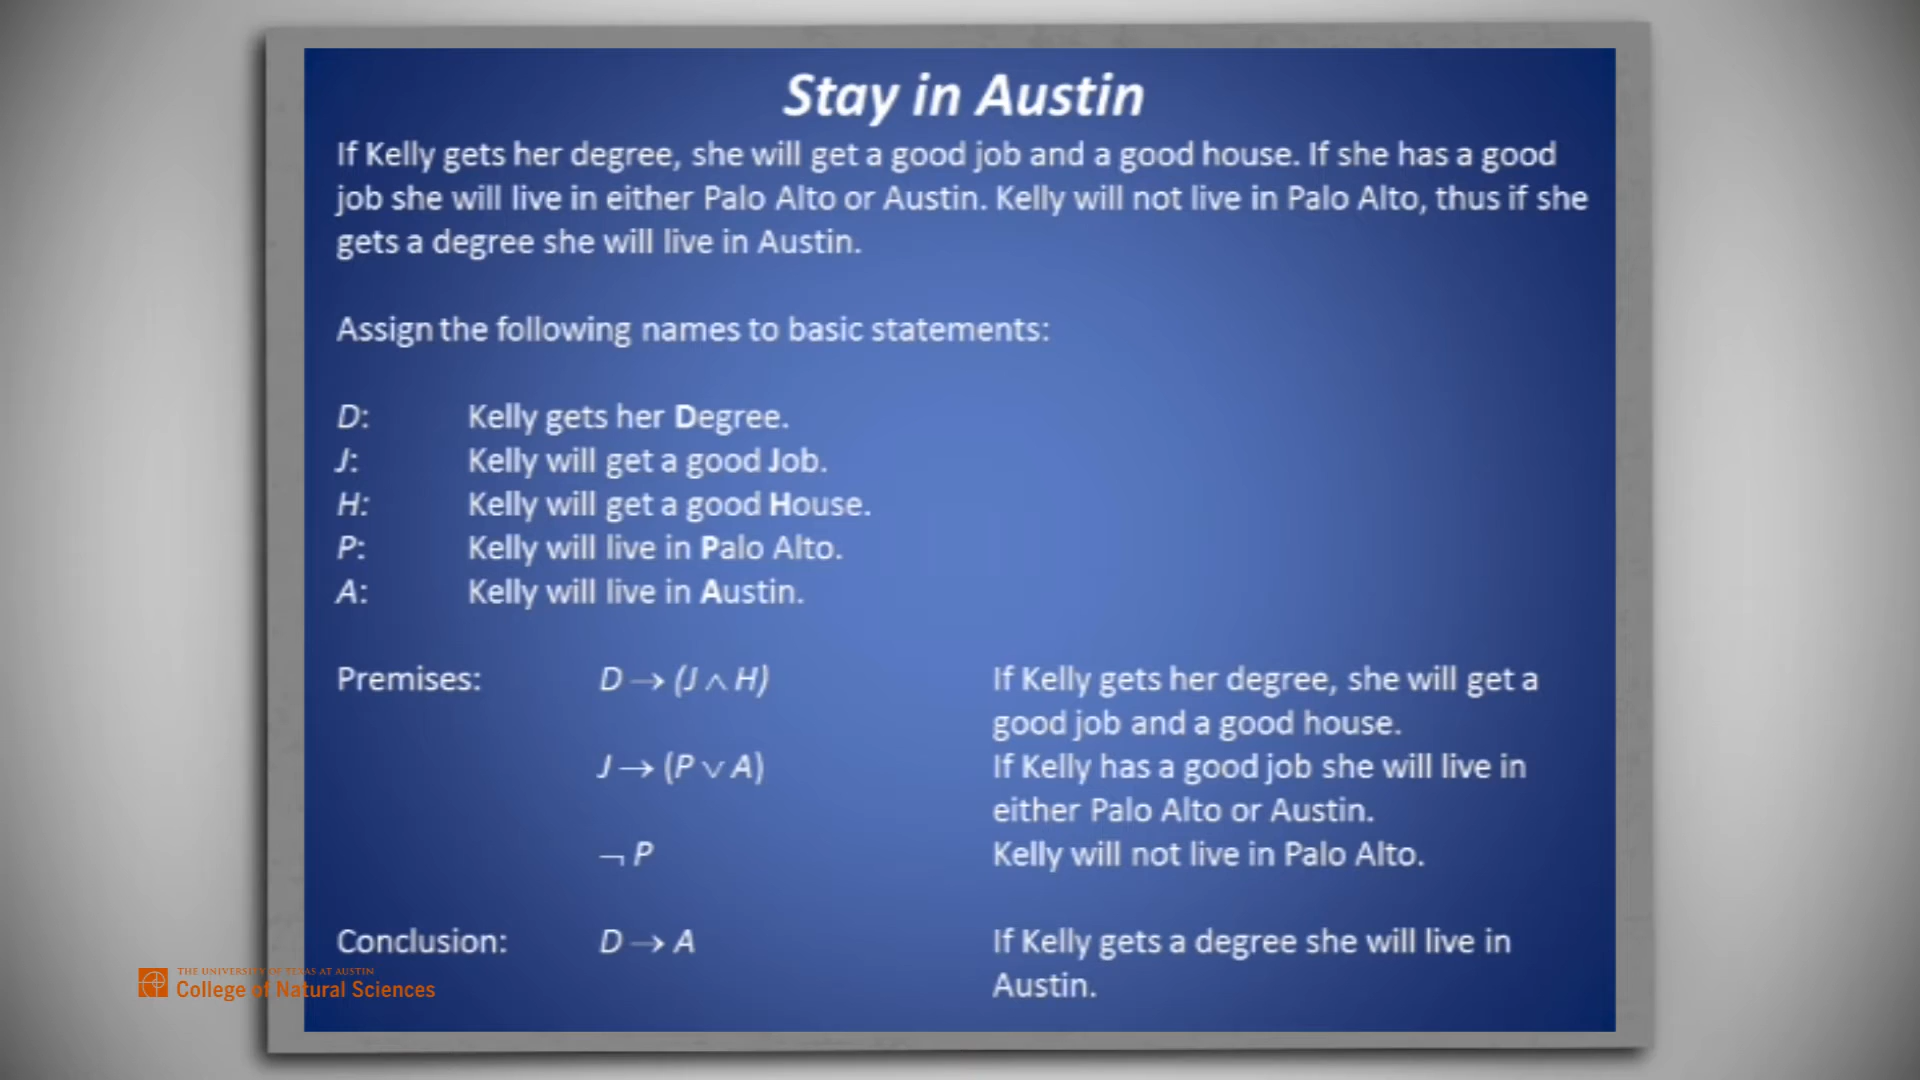 Stay in Austin
If Kelly gets her degree, she will get a good job and a good house. If she has a good
job she will live in either Palo Alto or Austin. Kelly will not live in Palo Alto, thus if she
gets a degree she will live in Austin.
Assign the following names to basic statements:
D: Kelly gets her Degree.
J: Kelly will get a good Job.
H: Kelly will get a good House.
P: Kelly will live in Palo Alto.
A: Kelly will live in Austin.
Premises: D → (J ∧ H) If Kelly gets her degree, she will get a
good job and a good house.
J → (P ∨ A) If Kelly has a good job she will live in
either Palo Alto or Austin.
¬ P Kelly will not live in Palo Alto.
Conclusion: D → A If Kelly gets a degree she will live in
Austin.
THE UNIVERSITY OF TEXAS AT AUSTIN
College of Natural Sciences